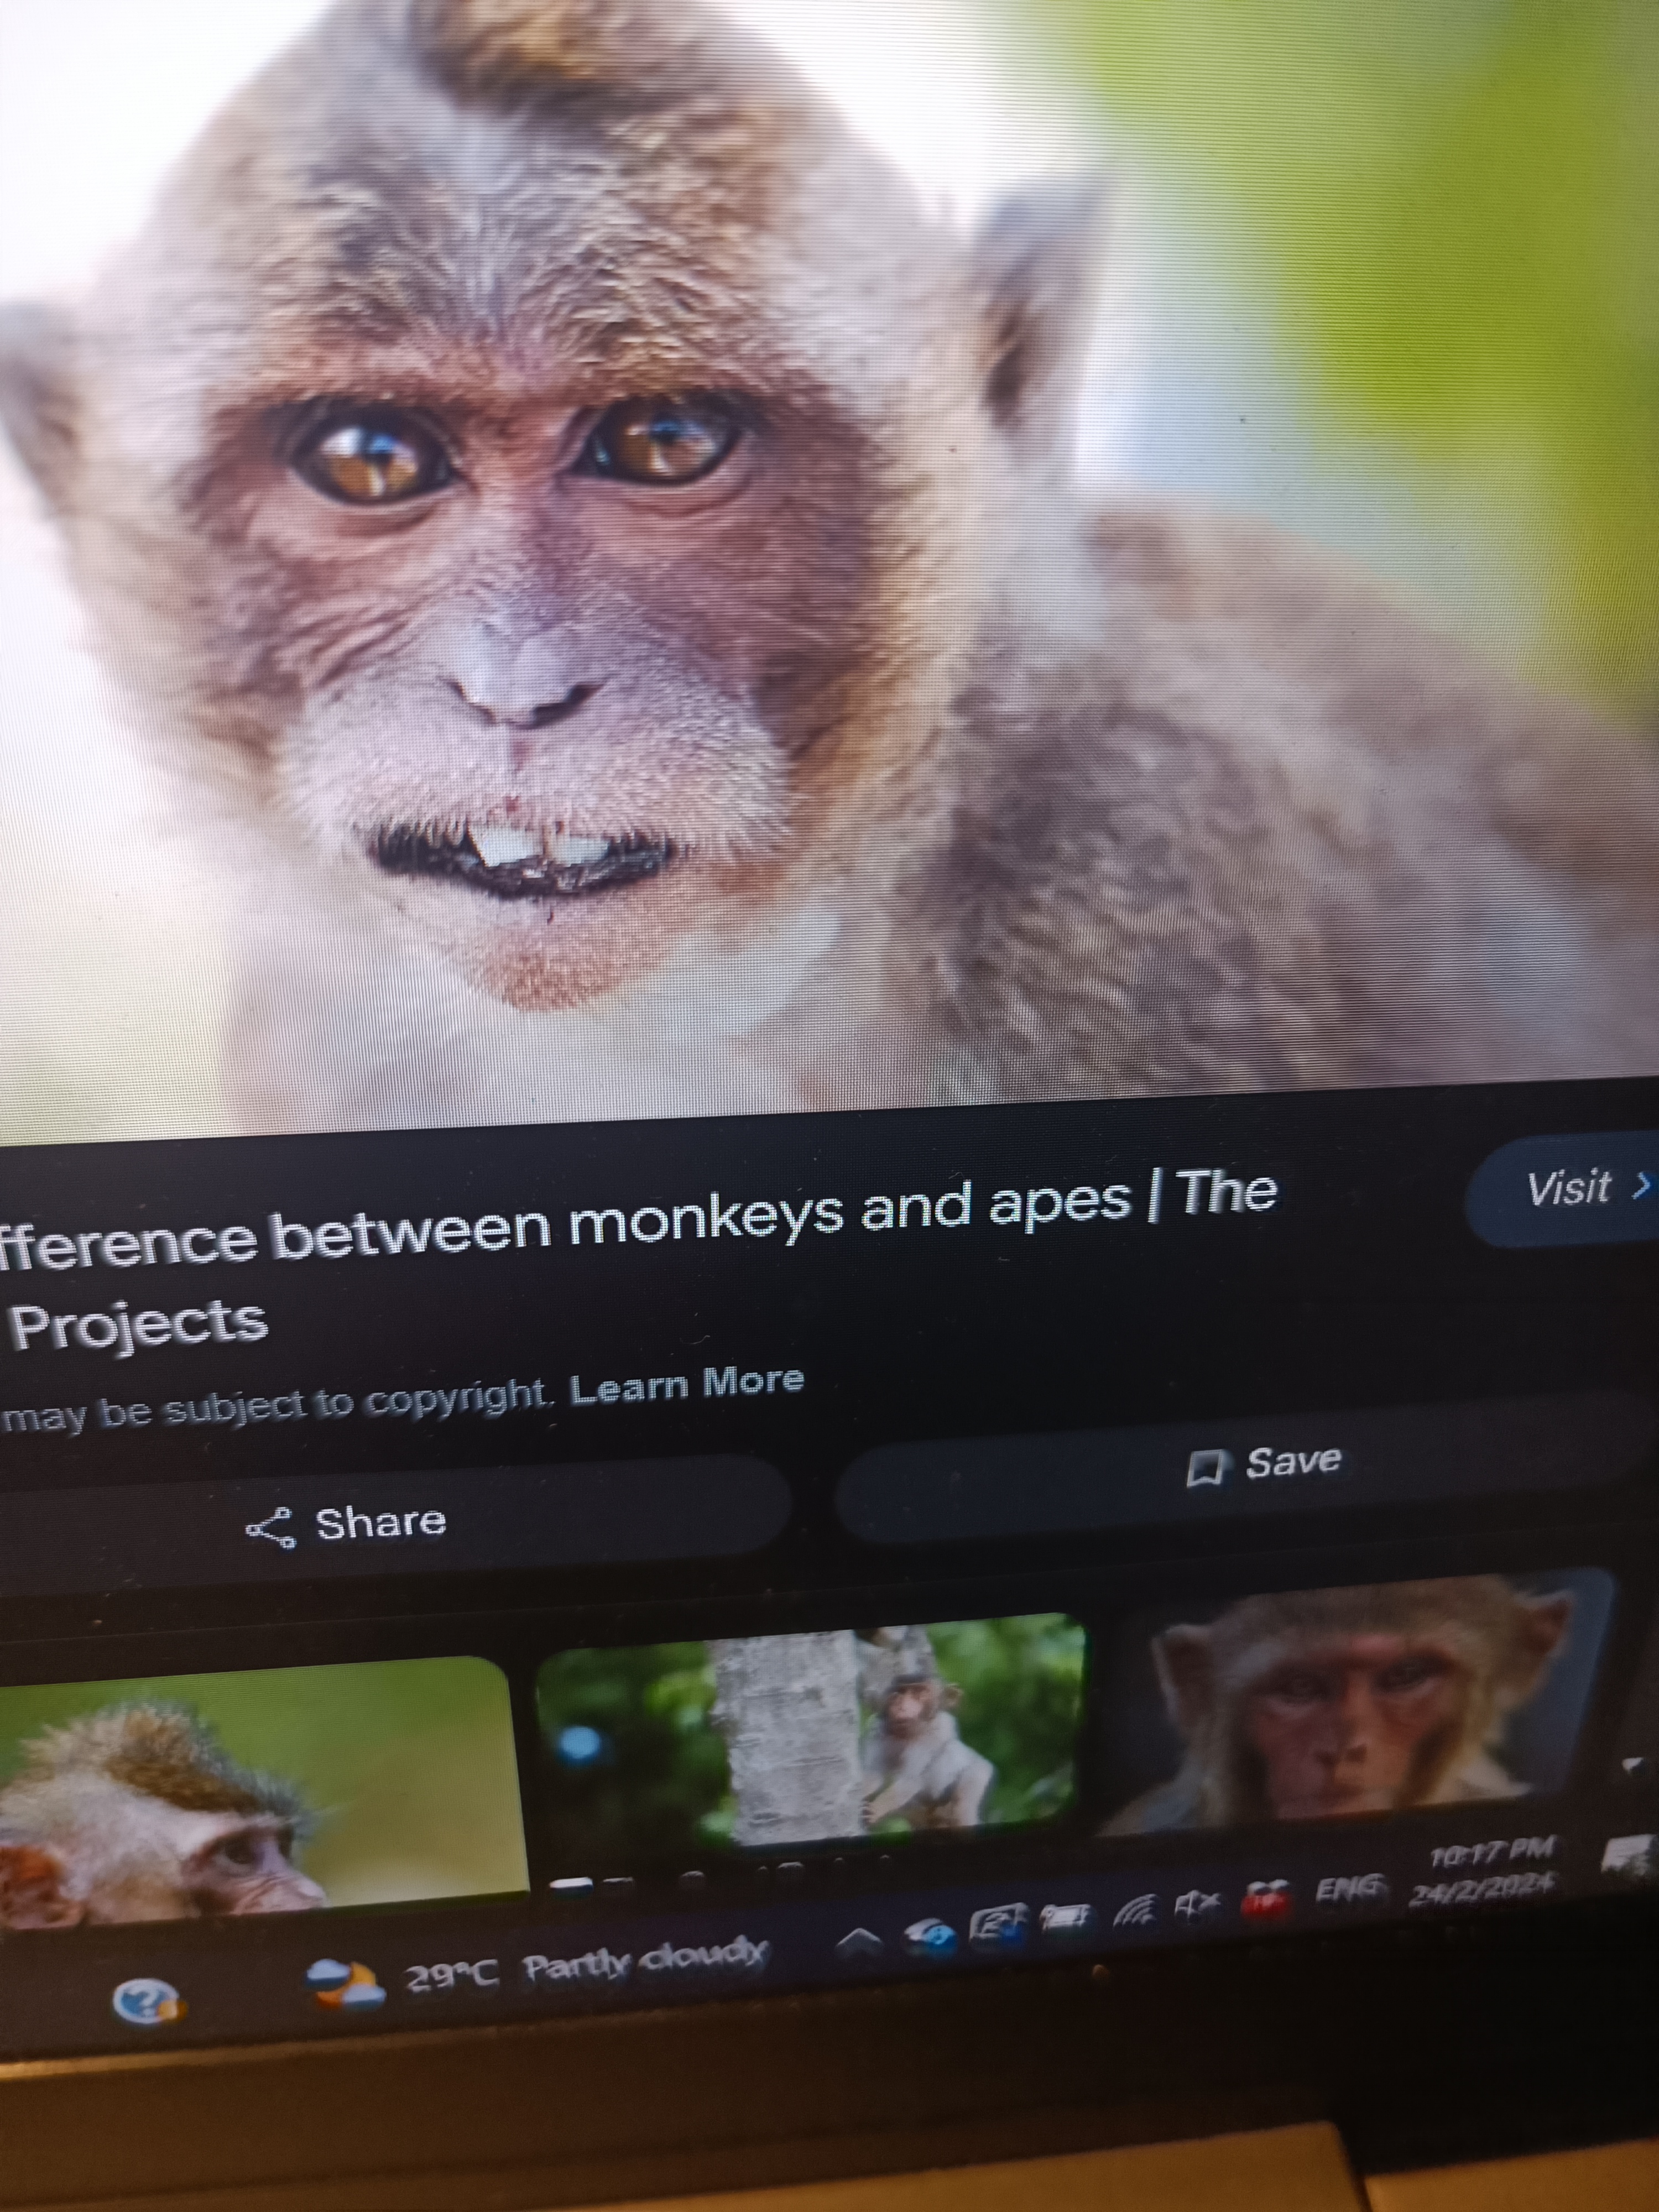 fference between monkeys and apes | The
Projects
Visit >
may be subject to copyright. Learn More
Share
Save
29°C Partly cloudy
ENG
10:17 PM
24/2/2024